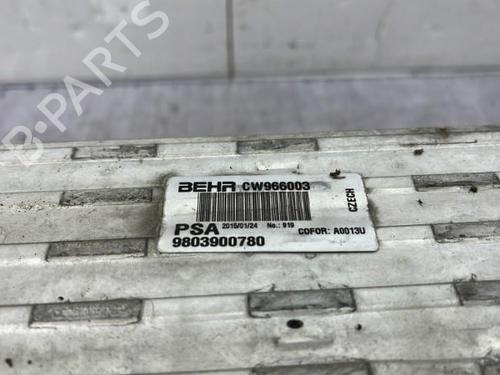 B-PARTS
BEHR CW966003
PSA 2015/01/24 No.: 919 COFOR: A0013U
9803900780
CZECH